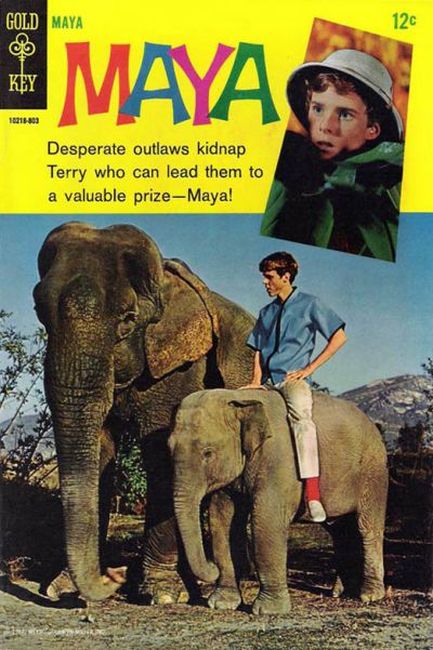 GOLD
KEY
MAYA
12¢
10218-803
MAYA
Desperate outlaws kidnap
Terry who can lead them to
a valuable prize—Maya!